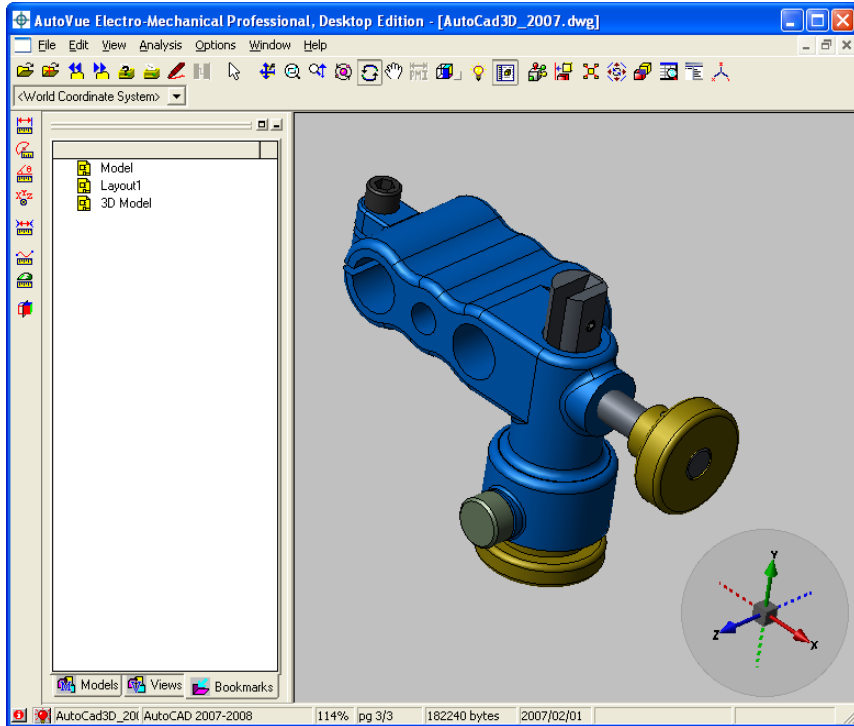 AutoVue Electro-Mechanical Professional, Desktop Edition - [AutoCad3D_2007.dwg]
File Edit View Analysis Options Window Help
<World Coordinate System>
Model
Layout1
3D Model
Y
Z X
Models Views Bookmarks
AutoCad3D_20( AutoCAD 2007-2008 114% pg 3/3 182240 bytes 2007/02/01